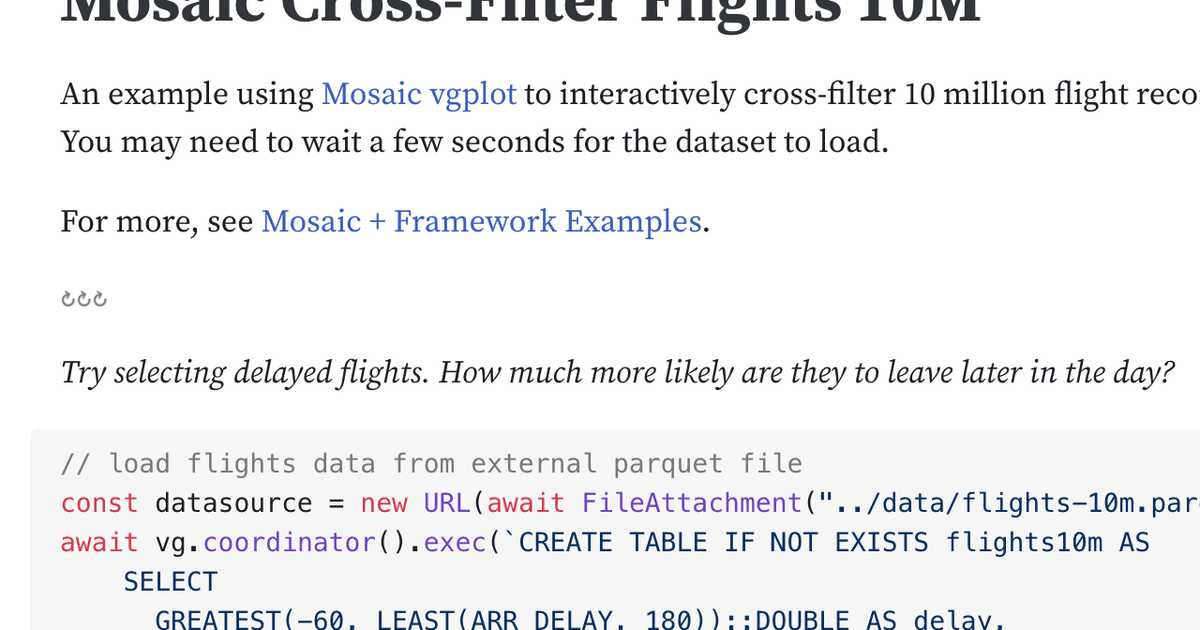 Mosaic Cross-Filter Flights 10M
An example using Mosaic vgplot to interactively cross-filter 10 million flight reco
You may need to wait a few seconds for the dataset to load.
For more, see Mosaic + Framework Examples.
↻↻↻
Try selecting delayed flights. How much more likely are they to leave later in the day?
// load flights data from external parquet file
const datasource = new URL(await FileAttachment("../data/flights-10m.par
await vg.coordinator().exec(`CREATE TABLE IF NOT EXISTS flights10m AS
    SELECT
      GREATEST(-60, LEAST(ARR_DELAY, 180))::DOUBLE AS delay,